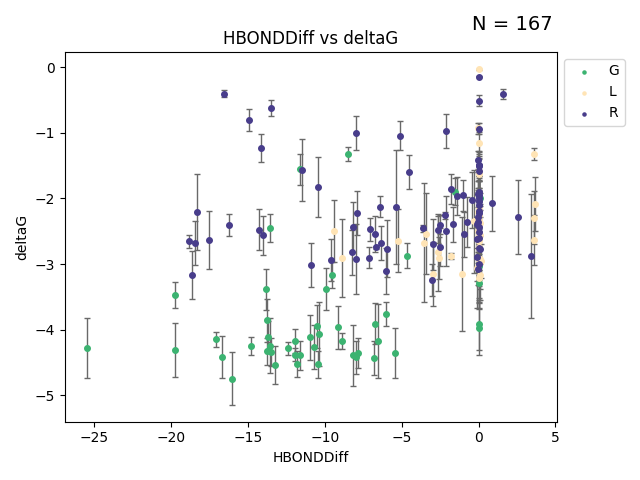 N = 167
HBONDDiff vs deltaG
G
L
R
deltaG
0
−1
−2
−3
−4
−5
−25
−20
−15
−10
−5
0
5
HBONDDiff